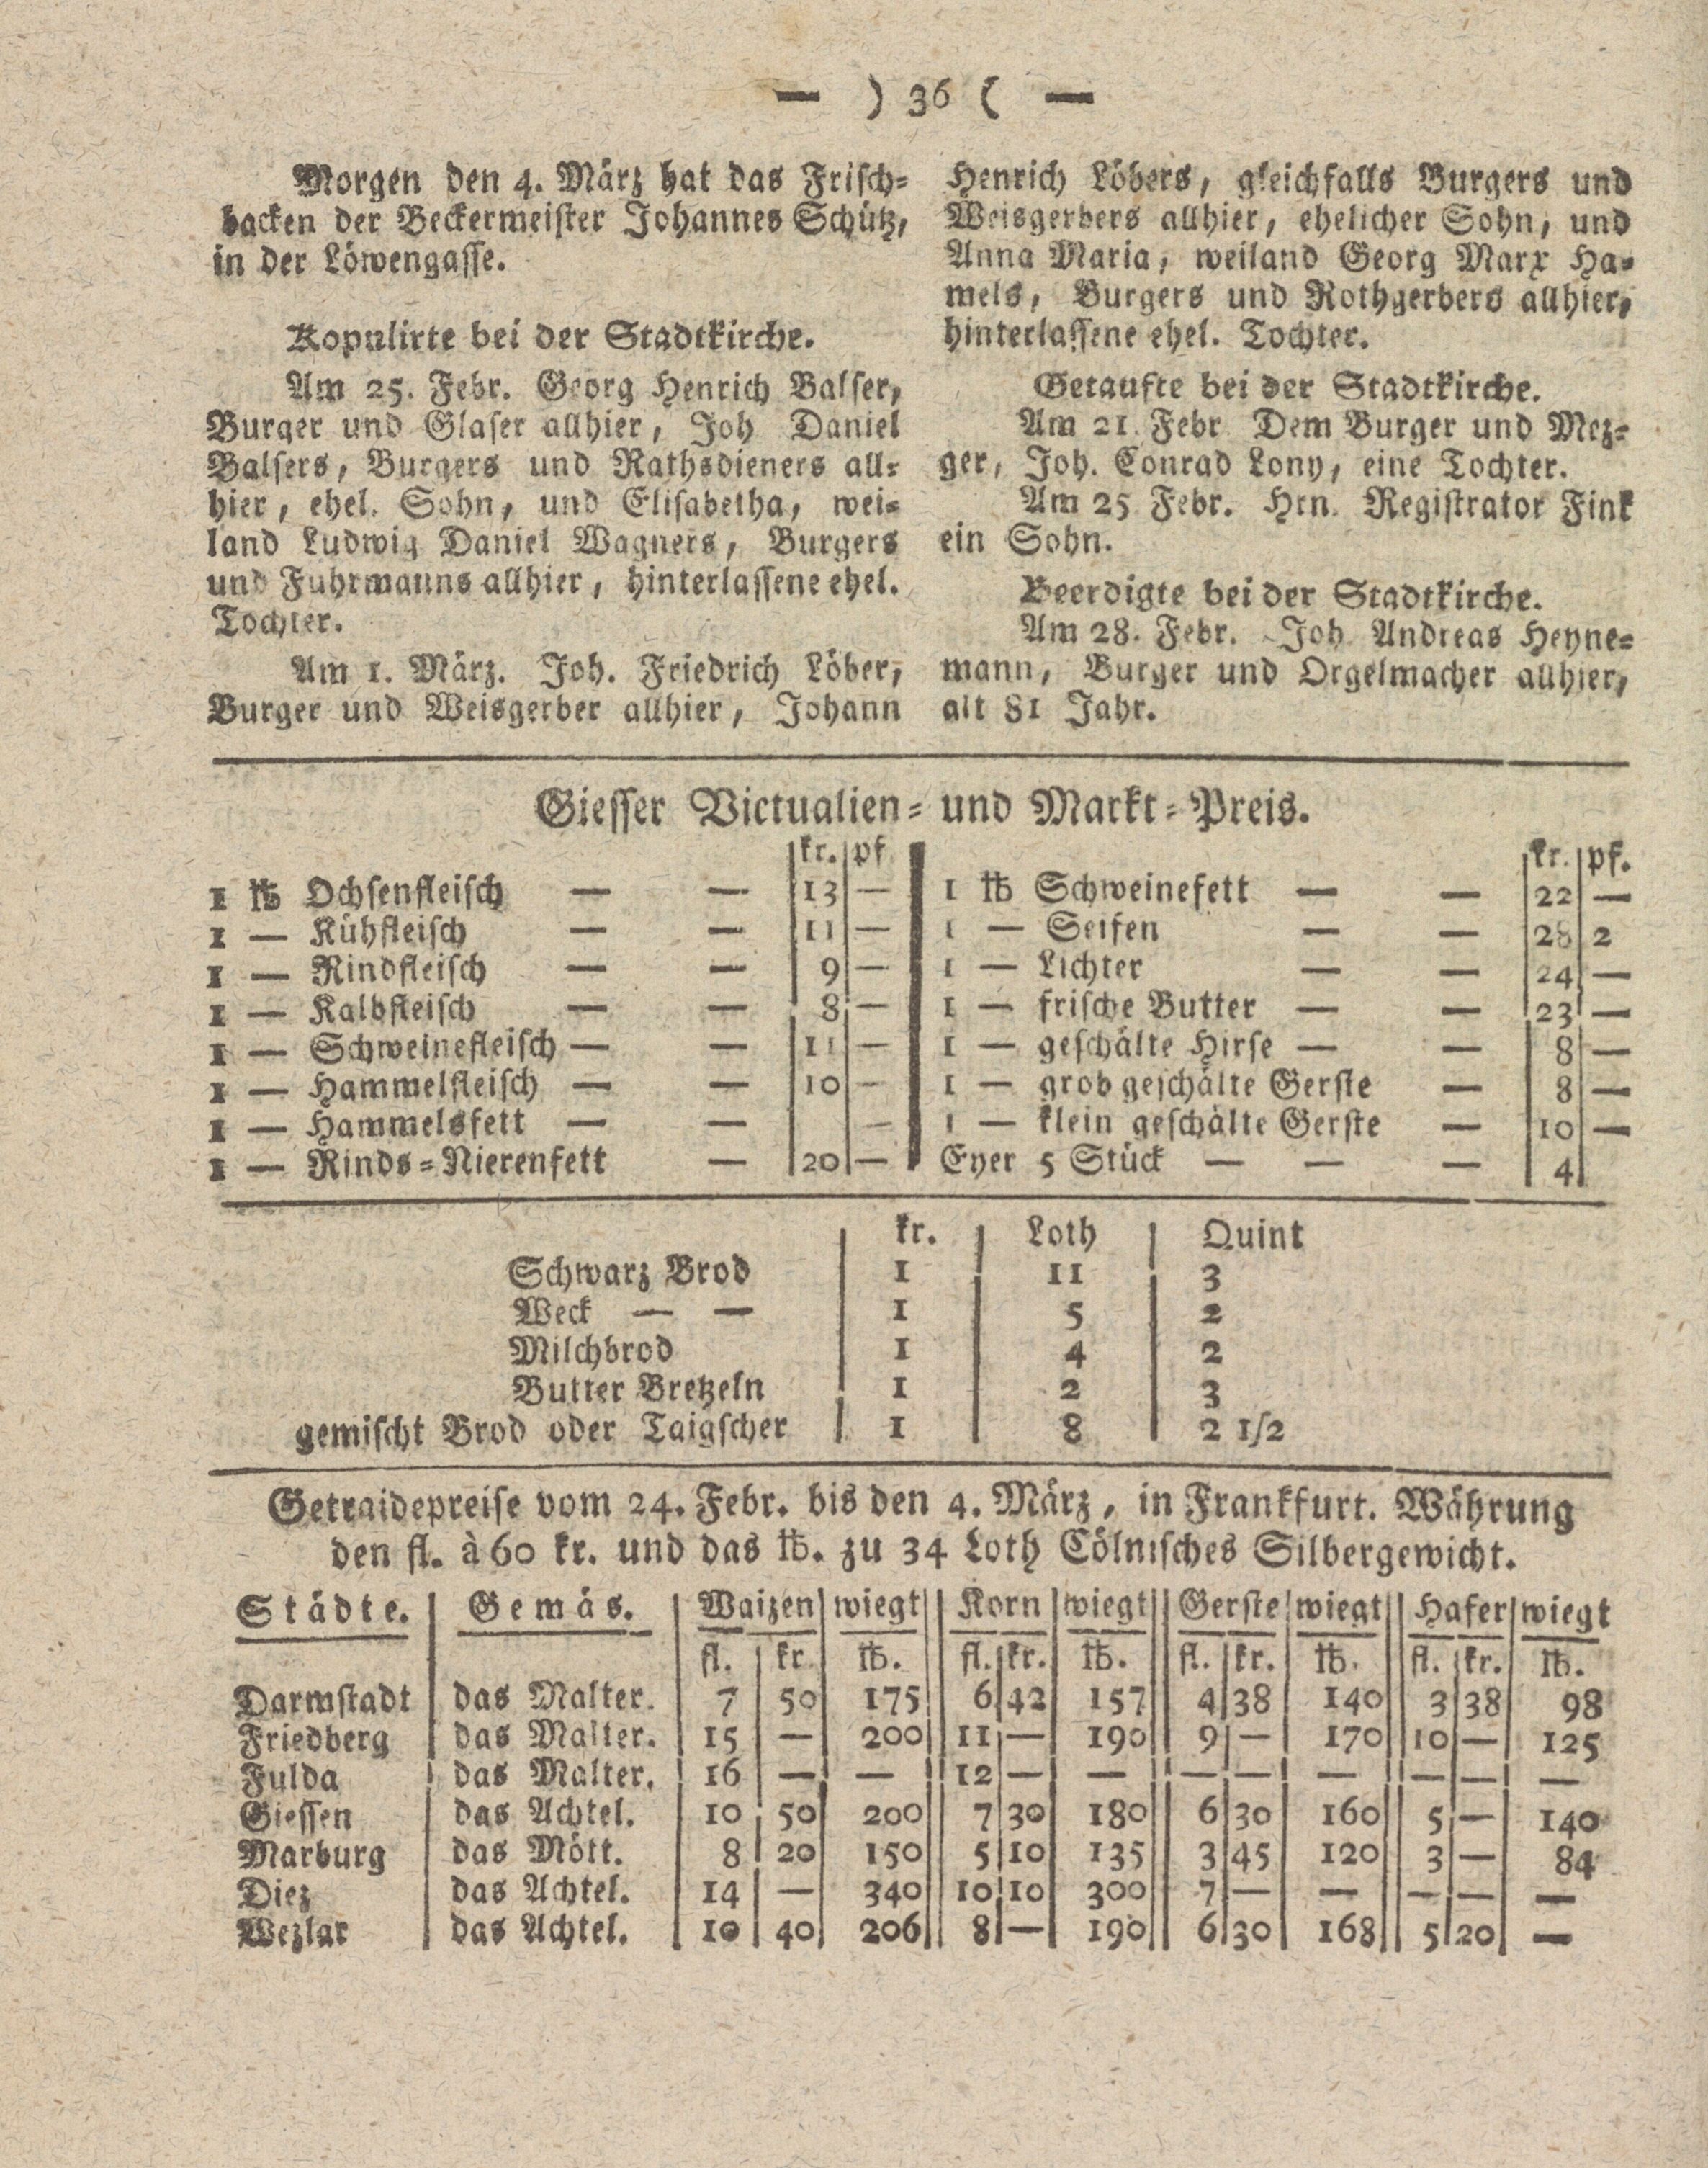 — ) 36 ( —
Morgen den 4. März hat das Frisch-
backen der Beckermeister Johannes Schütz,
in der Löwengasse.
Kopulirte bei der Stadtkirche.
Am 25. Febr. Georg Henrich Balser,
Burger und Glaser allhier, Joh Daniel
Balsers, Burgers und Rathsdieners all-
hier, ehel. Sohn, und Elisabetha, wei-
land Ludwig Daniel Wagners, Burgers
und Fuhrmanns allhier, hinterlassene ehel.
Tochter.
Am 1. März. Joh. Friedrich Löber,
Burger und Weisgerber allhier, Johann
Henrich Löbers, gleichfalls Burgers und
Weisgerbers allhier, ehelicher Sohn, und
Anna Maria, weiland Georg Marx Ha-
mels, Burgers und Rothgerbers allhier,
hinterlassene ehel. Tochter.
Getaufte bei der Stadtkirche.
Am 21. Febr Dem Burger und Mez-
ger, Joh. Conrad Lony, eine Tochter.
Am 25 Febr. Hrn. Registrator Fink
ein Sohn.
Beerdigte bei der Stadtkirche.
Am 28. Febr. Joh Andreas Heyne-
mann, Burger und Orgelmacher allhier,
alt 81 Jahr.
Giesser Victualien- und Markt-Preis.
kr. pf
1 ℔ Ochsenfleisch — — 13 —
1 — Kühfleisch — — 11 —
1 — Rindfleisch — — 9 —
1 — Kalbfleisch — — 8 —
1 — Schweinefleisch — — 11 —
1 — Hammelfleisch — — 10 —
1 — Hammelsfett — — —
1 — Rinds-Nierenfett — 20 —
kr. pf.
1 ℔ Schweinefett — — 22 —
1 — Seifen — — 28 2
1 — Lichter — — 24 —
1 — frische Butter — — 23 —
1 — geschälte Hirse — — 8 —
1 — grob geschälte Gerste — 8 —
1 — klein geschälte Gerste — 10 —
Eyer 5 Stück — — — 4
kr. Loth Quint
Schwarz Brod 1 11 3
Weck — — 1 5 2
Milchbrod 1 4 2
Butter Bretzeln 1 2 3
gemischt Brod oder Taigscher 1 8 2 1/2
Getraidepreise vom 24. Febr. bis den 4. März, in Frankfurt. Währung
den fl. à 60 kr. und das ℔. zu 34 Loth Cölnisches Silbergewicht.
Städte. Gemäs. Waizen wiegt Korn wiegt Gerste wiegt Hafer wiegt
fl. kr. ℔. fl. kr. ℔. fl. kr. ℔. fl. kr. ℔.
Darmstadt das Malter. 7 50 175 6 42 157 4 38 140 3 38 98
Friedberg das Malter. 15 — 200 11 — 190 9 — 170 10 — 125
Fulda das Malter. 16 — — 12 — — — — — — — —
Giessen das Achtel. 10 50 200 7 30 180 6 30 160 5 — 140
Marburg das Mött. 8 20 150 5 10 135 3 45 120 3 — 84
Diez das Achtel. 14 — 340 10 10 300 7 — — — — —
Wezlar das Achtel. 10 40 206 8 — 190 6 30 168 5 20 —